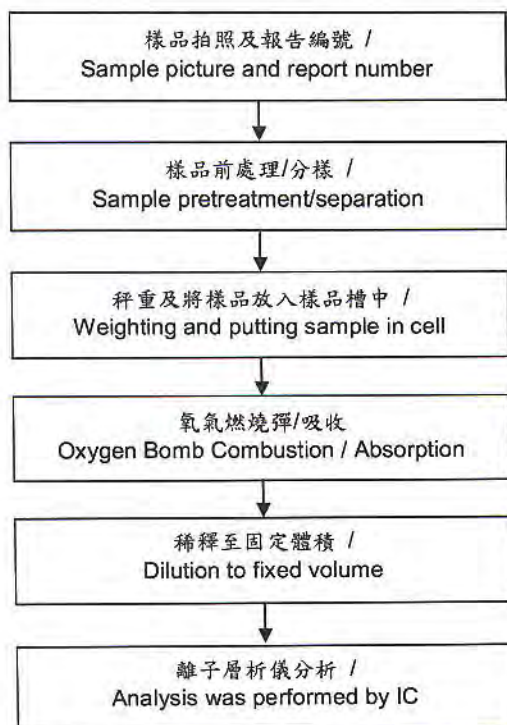 樣品拍照及報告編號 /
Sample picture and report number
樣品前處理/分樣 /
Sample pretreatment/separation
秤重及將樣品放入樣品槽中 /
Weighting and putting sample in cell
氧氣燃燒彈/吸收
Oxygen Bomb Combustion / Absorption
稀釋至固定體積 /
Dilution to fixed volume
離子層析儀分析 /
Analysis was performed by IC